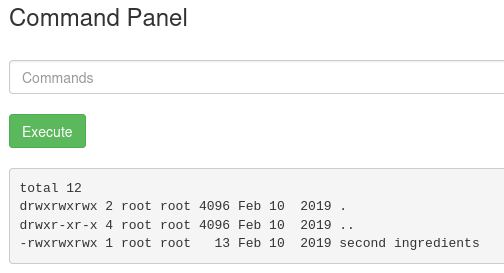 Command Panel
Commands
Execute
total 12
drwxrwxrwx 2 root root 4096 Feb 10  2019 .
drwxr-xr-x 4 root root 4096 Feb 10  2019 ..
-rwxrwxrwx 1 root root   13 Feb 10  2019 second ingredients